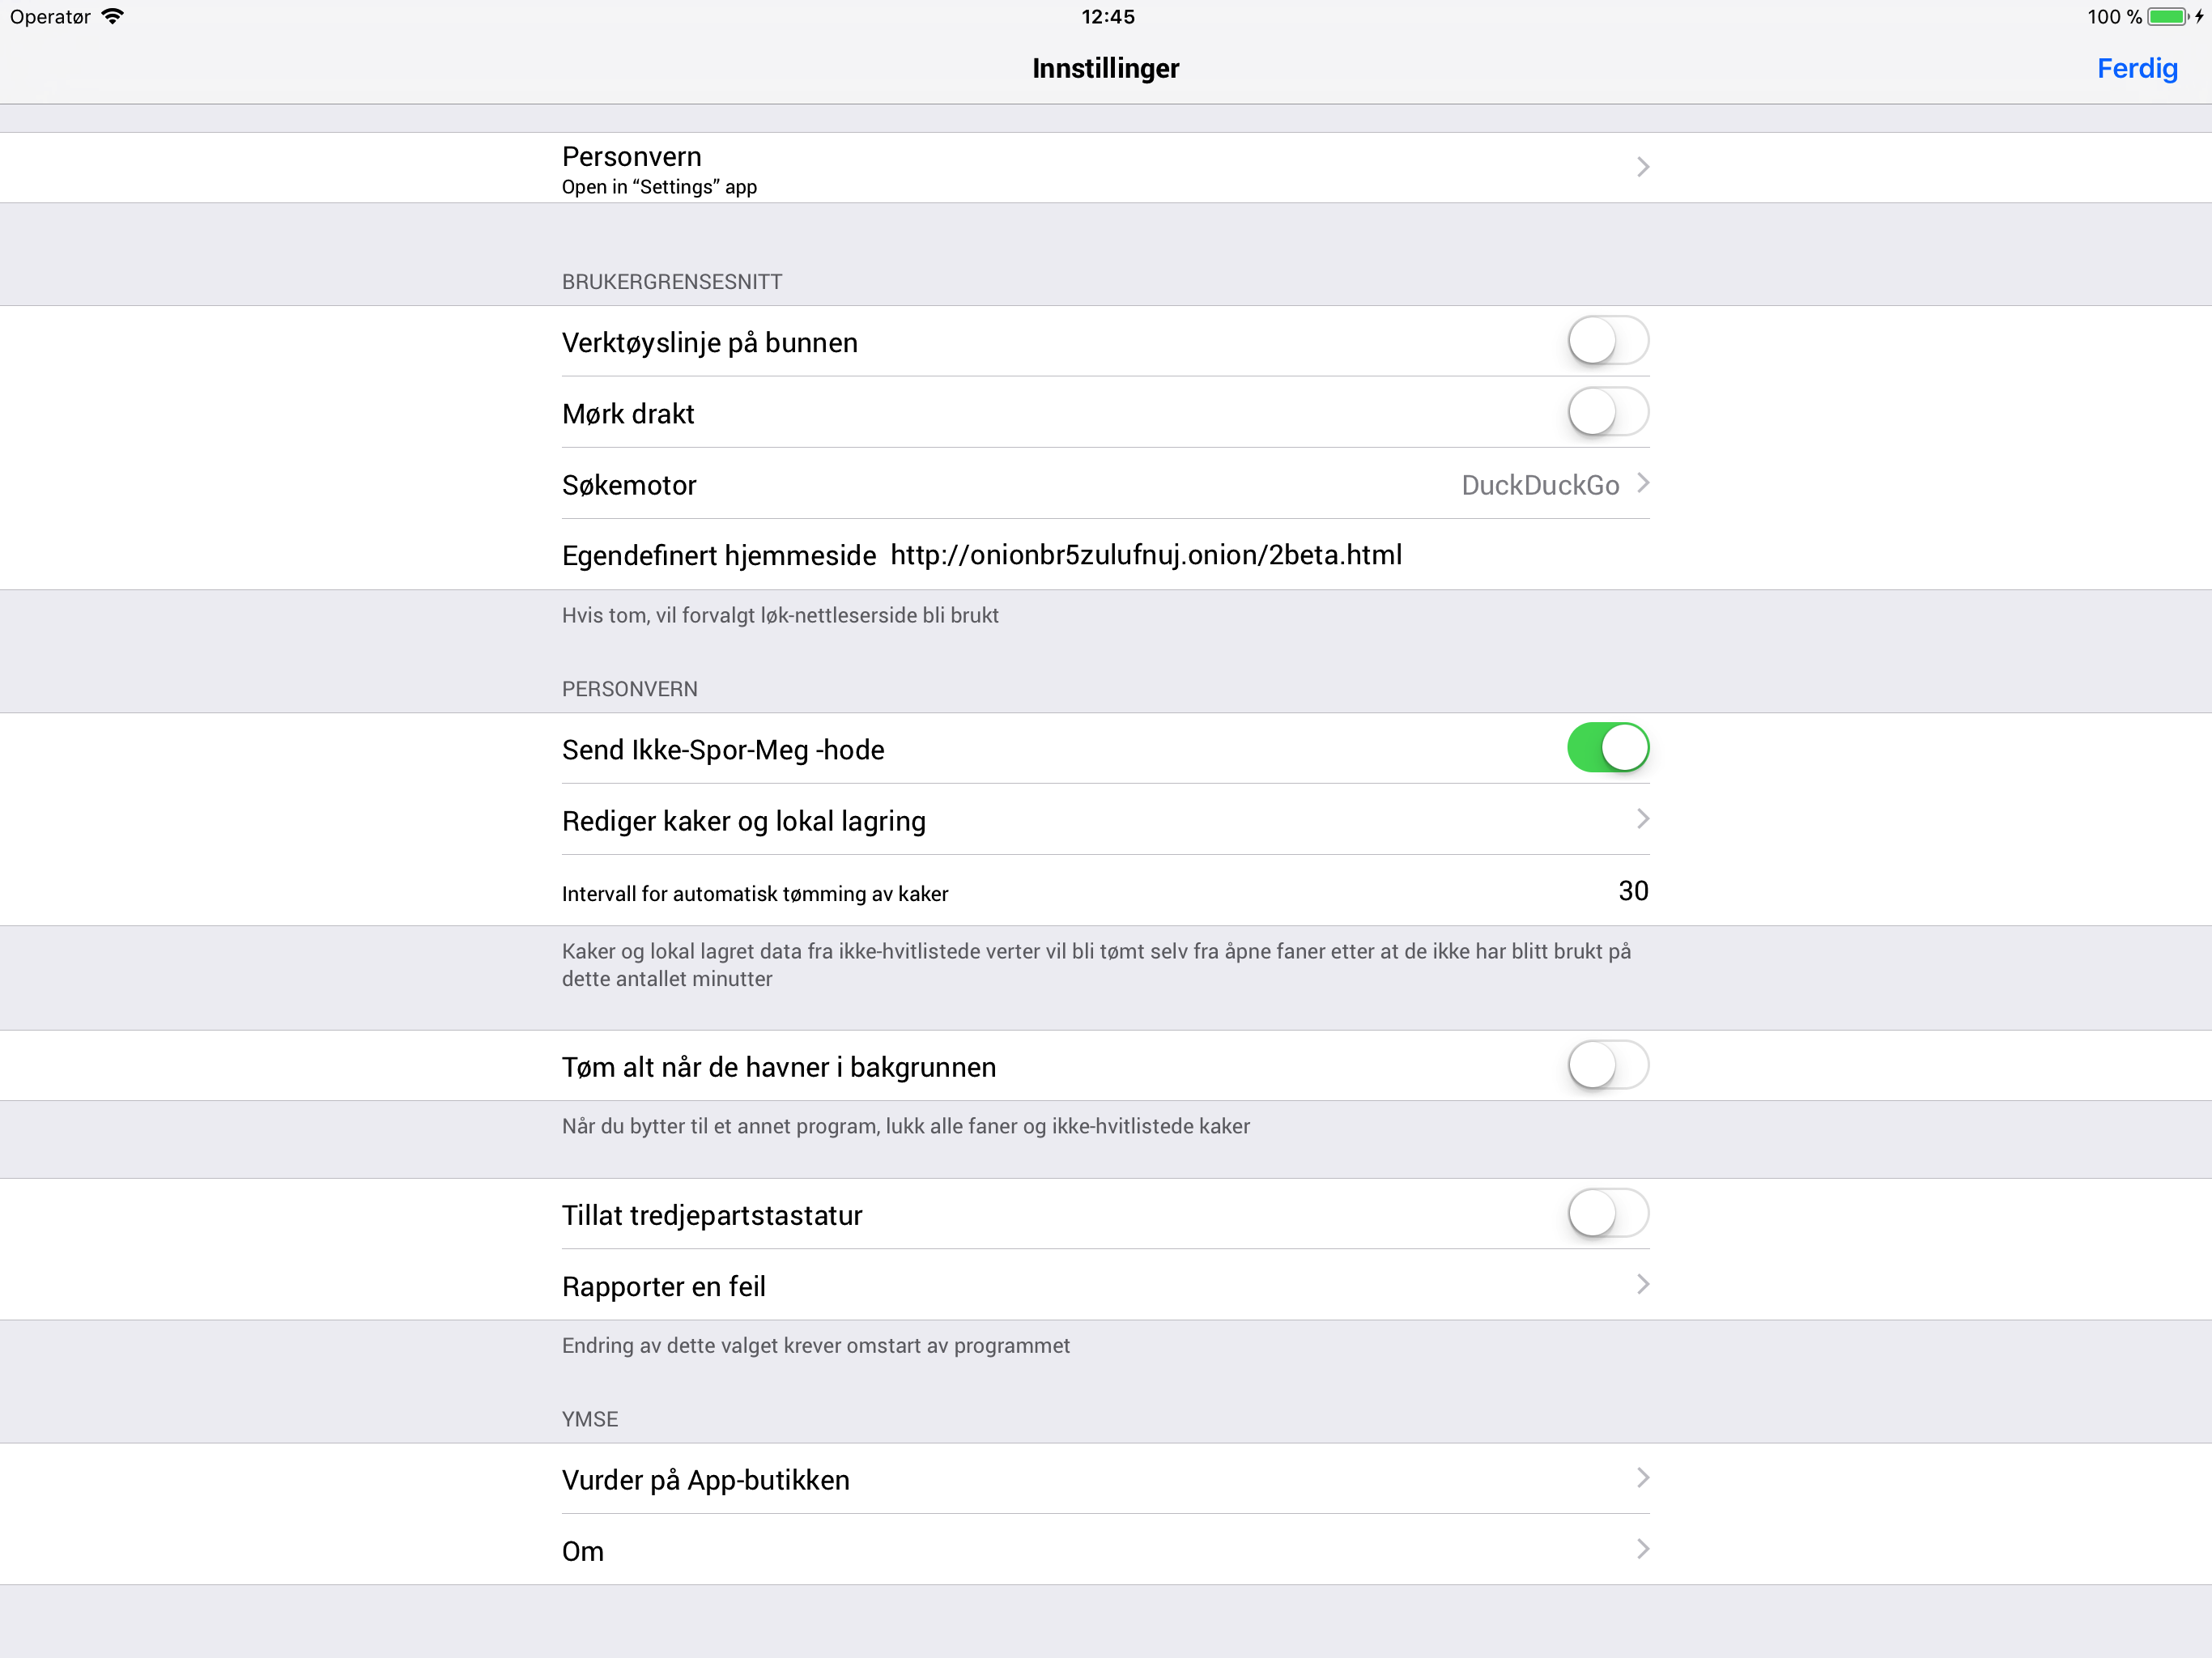 Operatør 12:45 100 %
Innstillinger Ferdig
Personvern
Open in “Settings” app
BRUKERGRENSESNITT
Verktøyslinje på bunnen
Mørk drakt
Søkemotor DuckDuckGo
Egendefinert hjemmeside http://onionbr5zulufnuj.onion/2beta.html
Hvis tom, vil forvalgt løk-nettleserside bli brukt
PERSONVERN
Send Ikke-Spor-Meg -hode
Rediger kaker og lokal lagring
Intervall for automatisk tømming av kaker 30
Kaker og lokal lagret data fra ikke-hvitlistede verter vil bli tømt selv fra åpne faner etter at de ikke har blitt brukt på
dette antallet minutter
Tøm alt når de havner i bakgrunnen
Når du bytter til et annet program, lukk alle faner og ikke-hvitlistede kaker
Tillat tredjepartstastatur
Rapporter en feil
Endring av dette valget krever omstart av programmet
YMSE
Vurder på App-butikken
Om